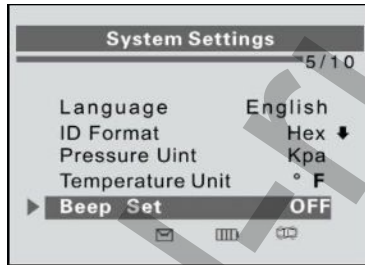 System Settings
5/10
Language English
ID Format Hex
Pressure Uint Kpa
Temperature Unit ° F
Beep Set OFF